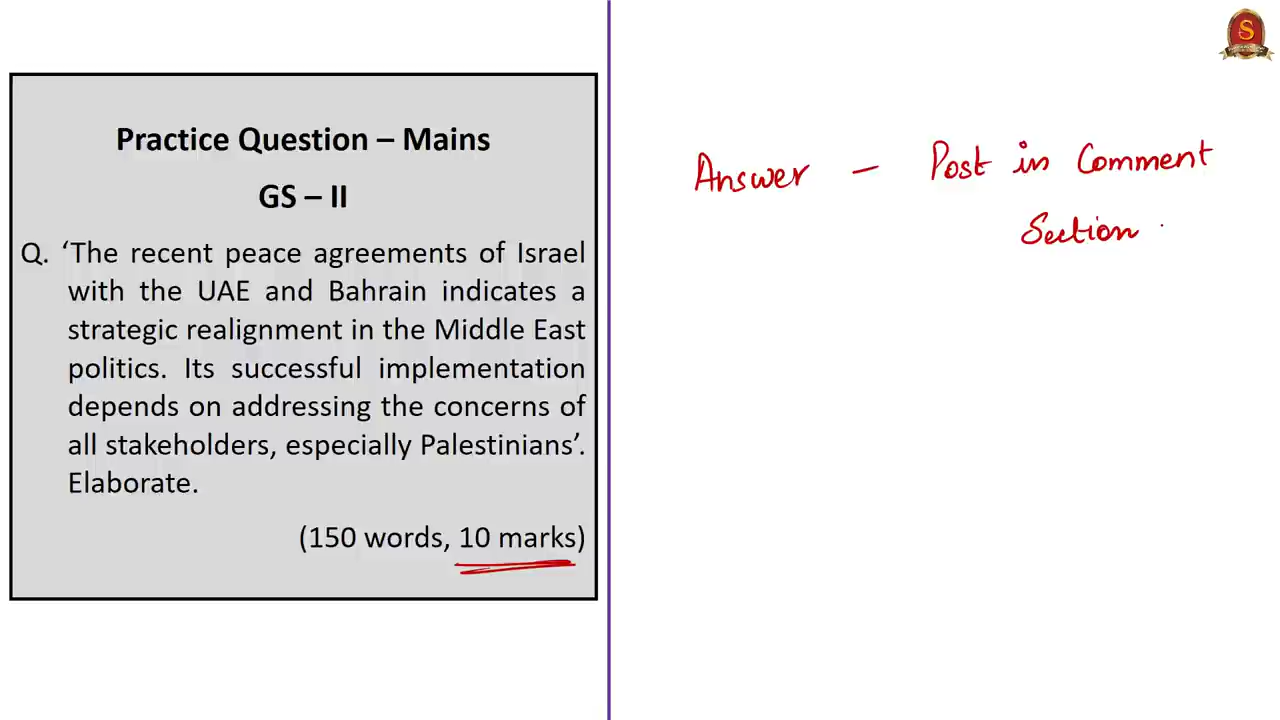 Practice Question – Mains
GS – II
Q. ‘The recent peace agreements of Israel
with the UAE and Bahrain indicates a
strategic realignment in the Middle East
politics. Its successful implementation
depends on addressing the concerns of
all stakeholders, especially Palestinians’.
Elaborate.
(150 words, 10 marks)
Answer – Post in Comment
Section.
S